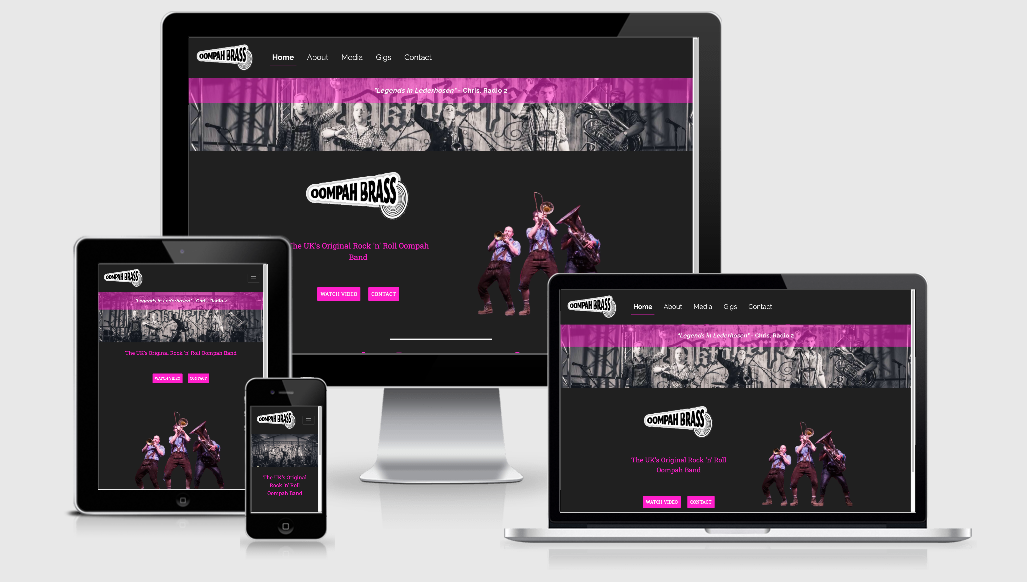 OOMPAH BRASS
Home About Media Gigs Contact
"Legends in Lederhosen" - Chris, Radio 2
OOMPAH BRASS
he UK's Original Rock 'n' Roll Oompah
Band
WATCH VIDEO CONTACT
OOMPAH BRASS
"Legends in Lederhosen" - Chris, Radio 2
The UK's Original Rock 'n' Roll Oompah Band
WATCH VIDEO CONTACT
OOMPAH BRASS
The UK's Original
Rock 'n' Roll
Oompah Band
OOMPAH BRASS
Home About Media Gigs Contact
"Legends in Lederhosen" - Chris, Radio 2
OOMPAH BRASS
The UK's Original Rock 'n' Roll
Oompah Band
WATCH VIDEO CONTACT